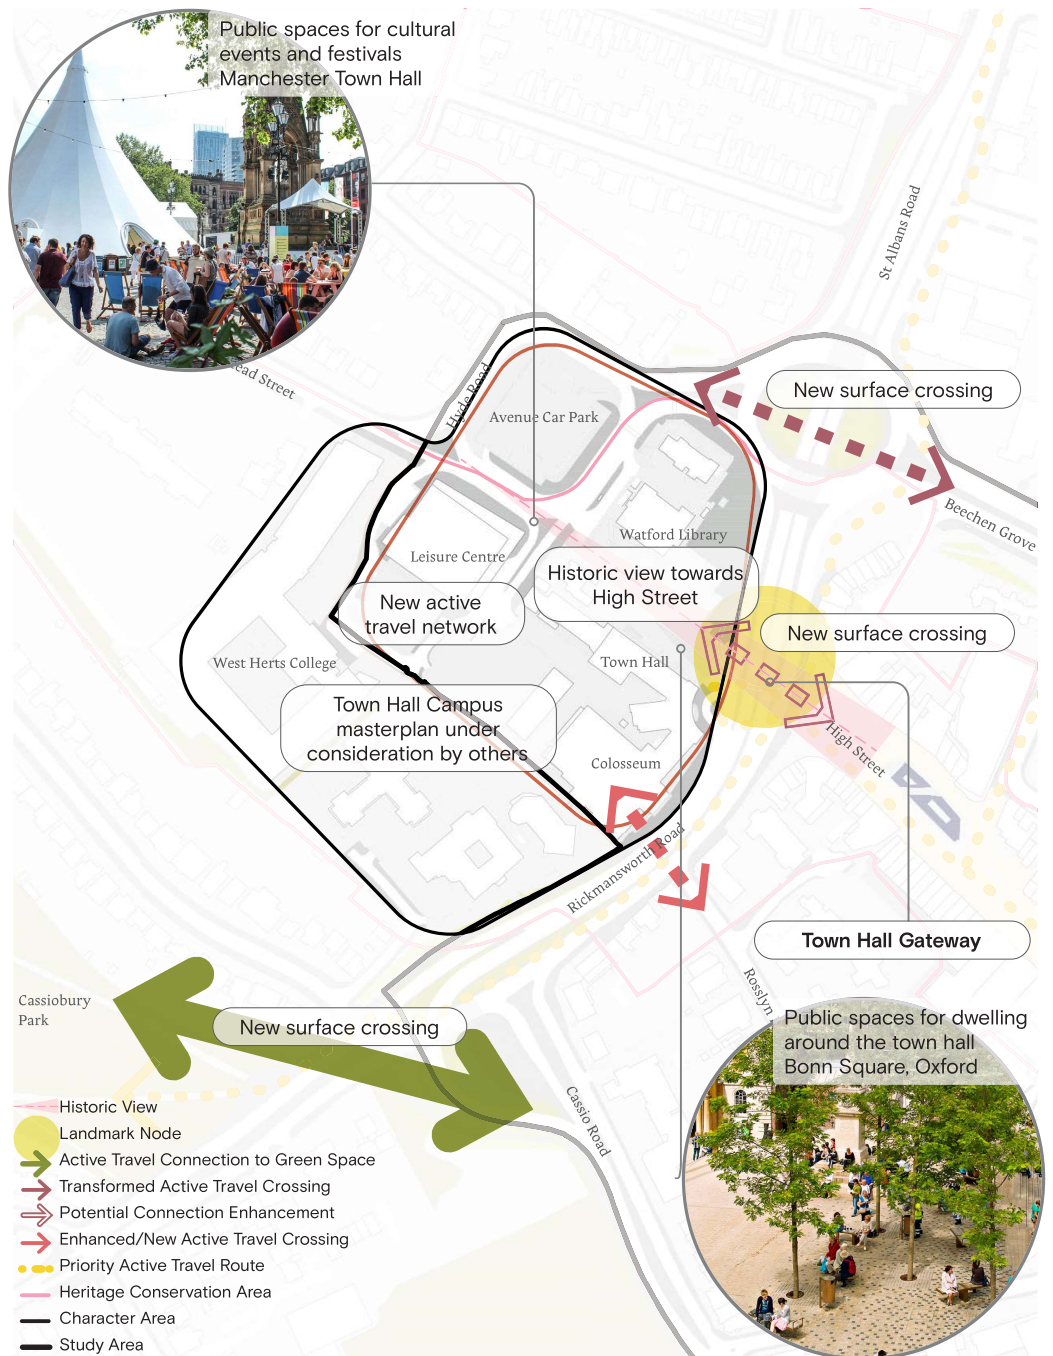 Public spaces for cultural
events and festivals
Manchester Town Hall
St Albans Road
New surface crossing
ead Street
Hyde Road
Avenue Car Park
Beechen Grove
Watford Library
Leisure Centre
Historic view towards
High Street
New active
travel network
New surface crossing
West Herts College
Town Hall
Town Hall Campus
masterplan under
consideration by others
High Street
Colosseum
Rickmansworth Road
Town Hall Gateway
Cassiobury
Park
New surface crossing
Rosslyn
Public spaces for dwelling
around the town hall
Bonn Square, Oxford
Cassio Road
Historic View
Landmark Node
Active Travel Connection to Green Space
Transformed Active Travel Crossing
Potential Connection Enhancement
Enhanced/New Active Travel Crossing
Priority Active Travel Route
Heritage Conservation Area
Character Area
Study Area